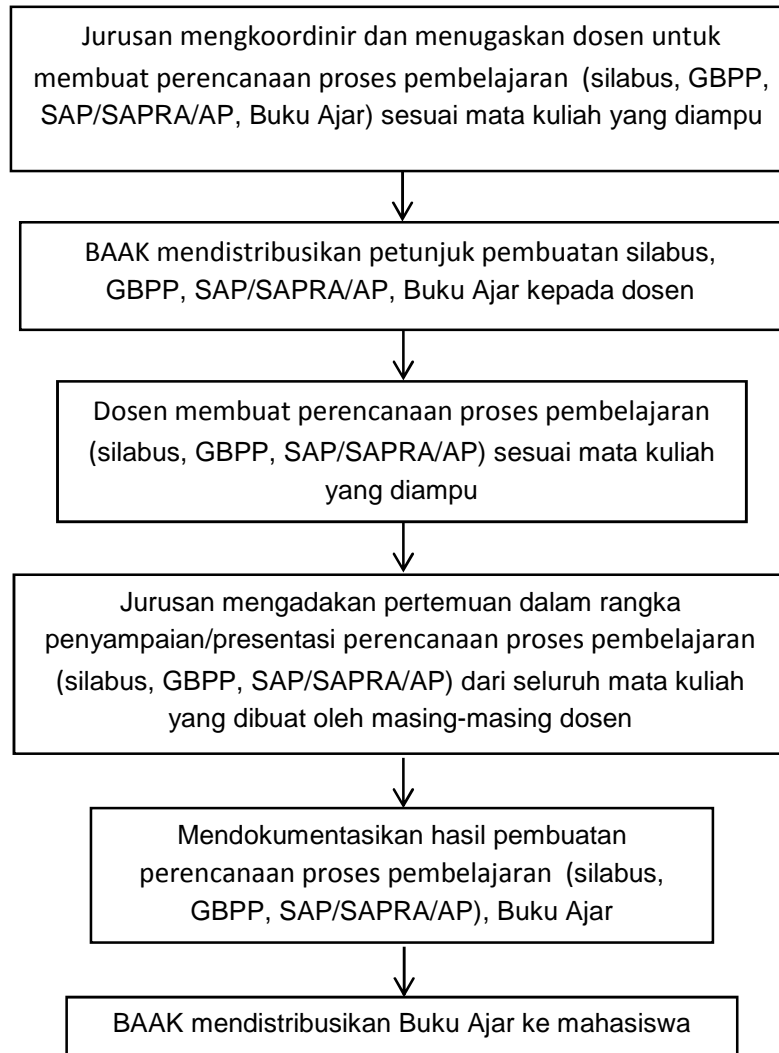 Jurusan mengkoordinir dan menugaskan dosen untuk
membuat perencanaan proses pembelajaran (silabus, GBPP,
SAP/SAPRA/AP, Buku Ajar) sesuai mata kuliah yang diampu
BAAK mendistribusikan petunjuk pembuatan silabus,
GBPP, SAP/SAPRA/AP, Buku Ajar kepada dosen
Dosen membuat perencanaan proses pembelajaran
(silabus, GBPP, SAP/SAPRA/AP) sesuai mata kuliah
yang diampu
Jurusan mengadakan pertemuan dalam rangka
penyampaian/presentasi perencanaan proses pembelajaran
(silabus, GBPP, SAP/SAPRA/AP) dari seluruh mata kuliah
yang dibuat oleh masing-masing dosen
Mendokumentasikan hasil pembuatan
perencanaan proses pembelajaran (silabus,
GBPP, SAP/SAPRA/AP), Buku Ajar
BAAK mendistribusikan Buku Ajar ke mahasiswa